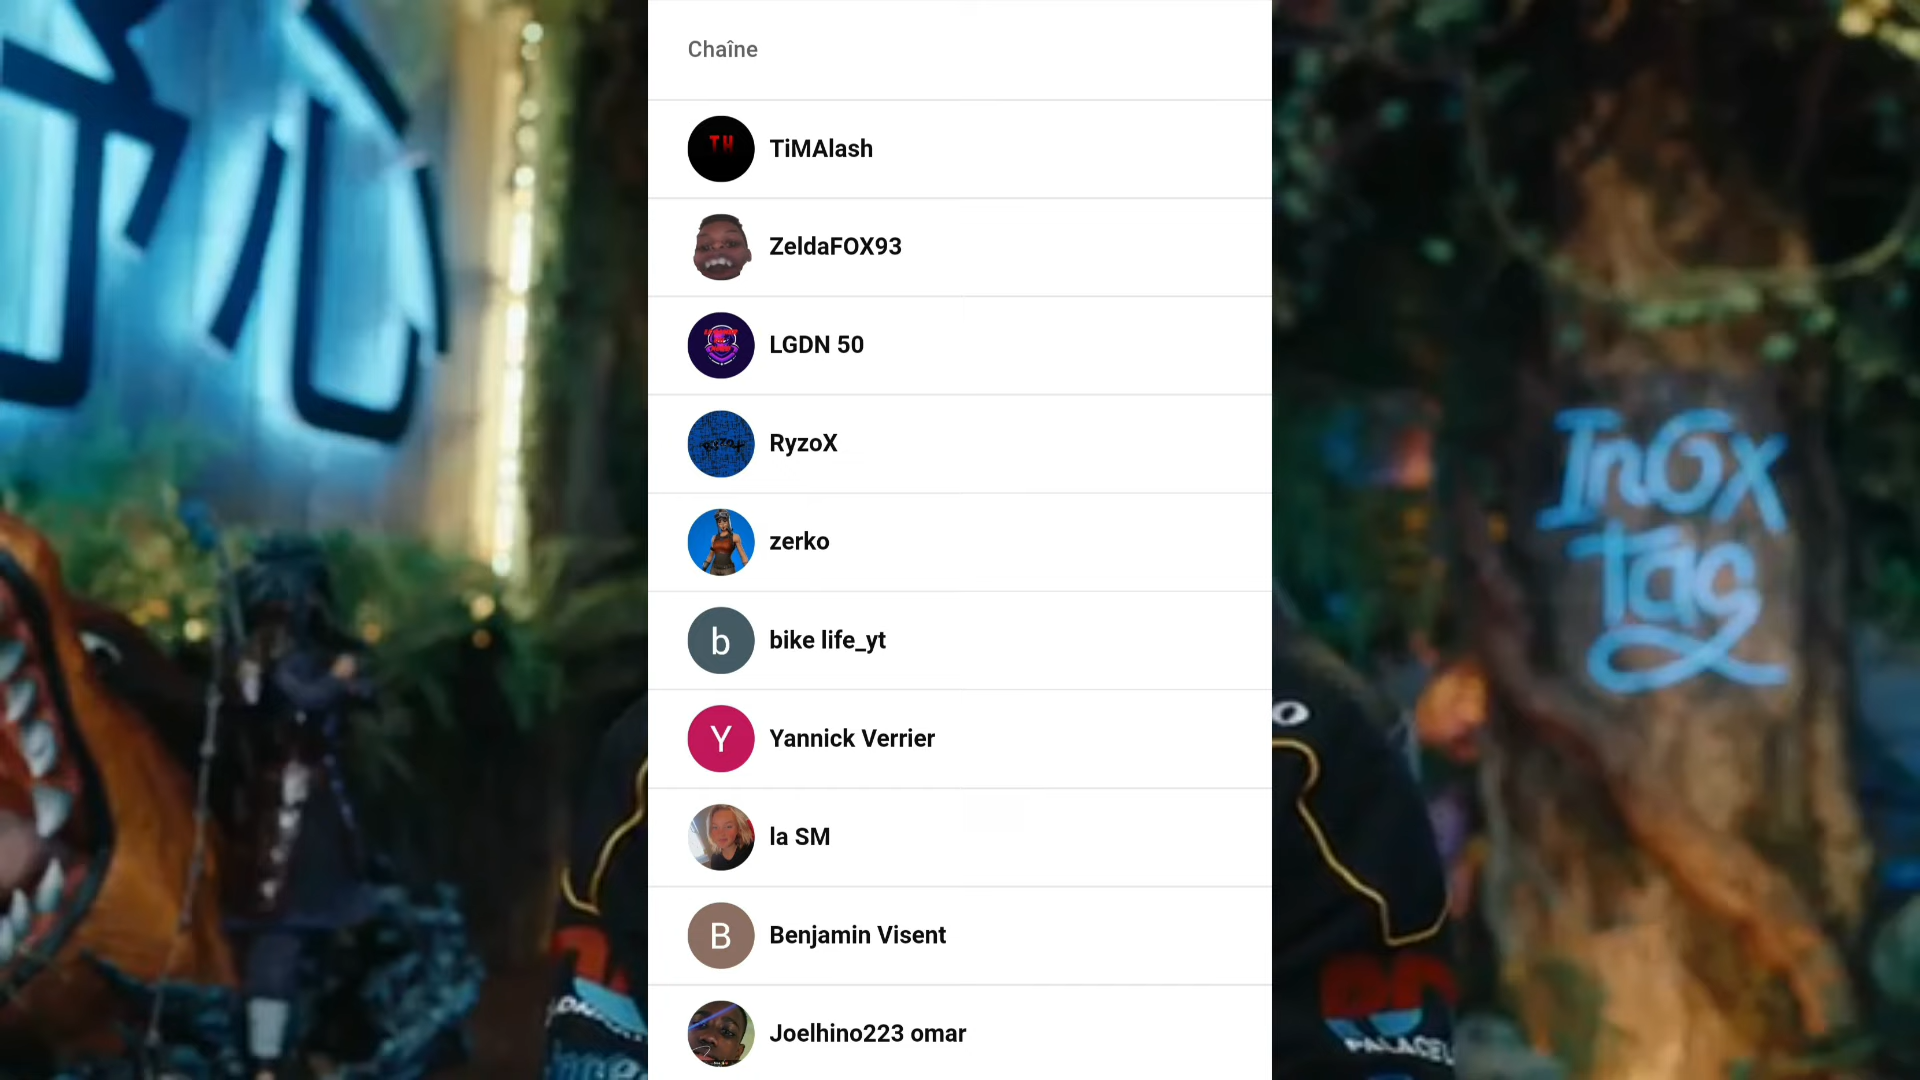 Chaîne
TH
TiMAlash
ZeldaFOX93
LGDN 50
RyzoX
zerko
b
bike life_yt
Y
Yannick Verrier
la SM
B
Benjamin Visent
Joelhino223 omar
Inox
tag